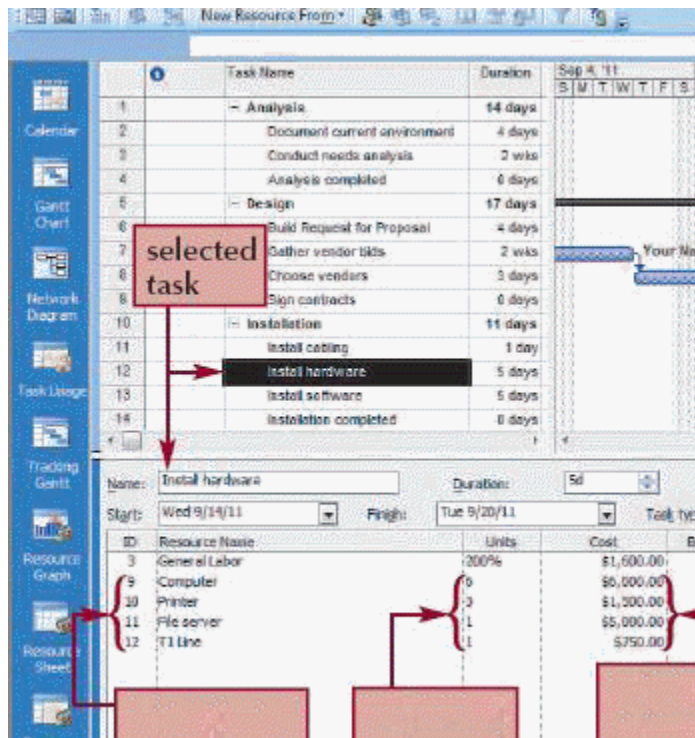 New Resource From
Task Name Duration Sep 4, '11
S M T W T F S
1 Analysis 14 days
2 Document current environment 4 days
3 Conduct needs analysis 2 wks
4 Analysis completed 0 days
5 Design 17 days
6 Build Request for Proposal 4 days
7 Gather vendor bids 2 wks
8 Choose vendors 3 days
9 Sign contracts 0 days
10 Installation 11 days
11 Install cabling 1 day
12 Install hardware 5 days
13 Install software 5 days
14 Installation completed 0 days
Your Na
selected
task
Calendar
Gantt
Chart
Network
Diagram
Task Usage
Tracking
Gantt
Resource
Graph
Resource
Sheet
Name: Install hardware Duration: 5d
Start: Wed 9/14/11 Finish: Tue 9/20/11 Task typ
ID Resource Name Units Cost B
3 General Labor 200% $1,600.00
9 Computer 6 $6,000.00
10 Printer 3 $1,500.00
11 File server 1 $5,000.00
12 T1 Line 1 $750.00